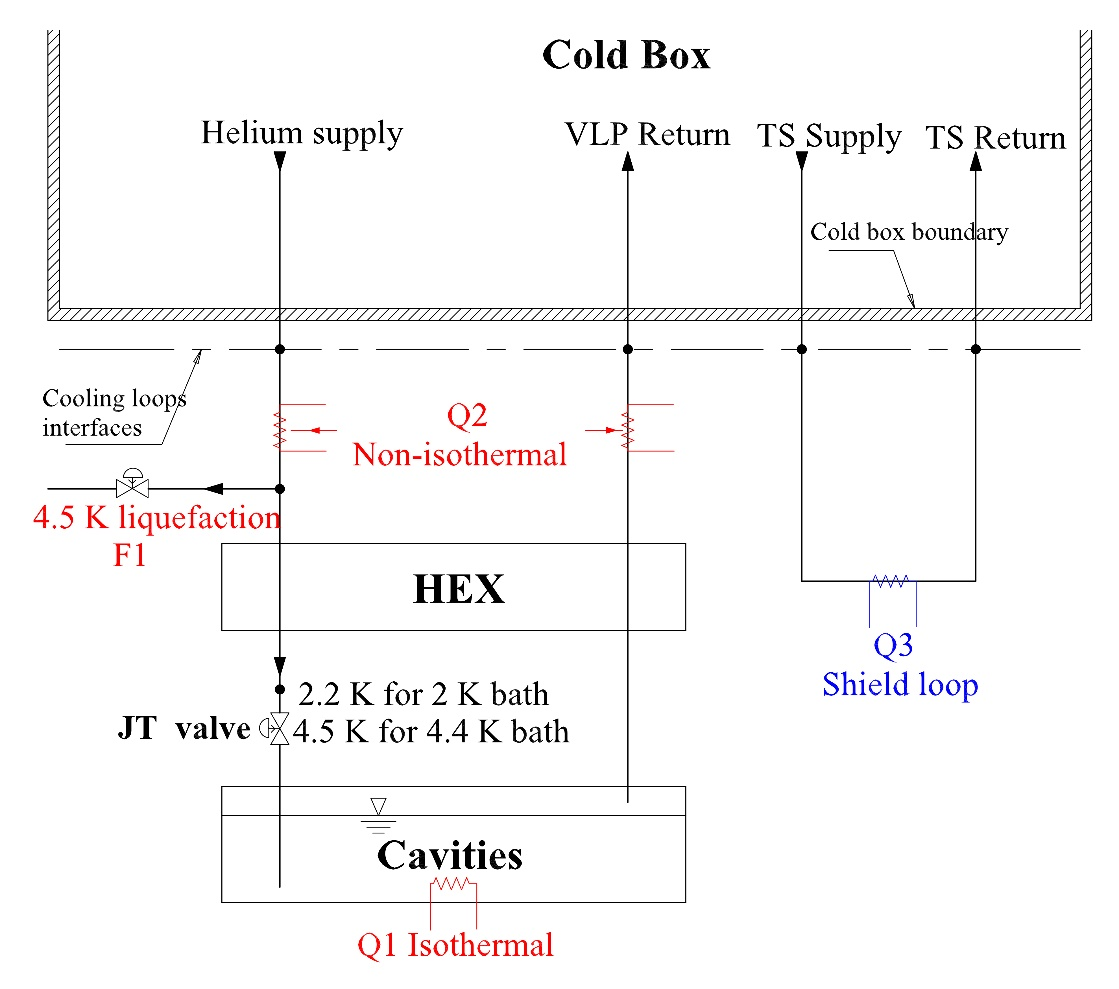 Cold Box
Helium supply
VLP Return
TS Supply
TS Return
Cold box boundary
Cooling loops
interfaces
Q2
Non-isothermal
4.5 K liquefaction
F1
HEX
Q3
Shield loop
2.2 K for 2 K bath
JT valve
4.5 K for 4.4 K bath
Cavities
Q1 Isothermal